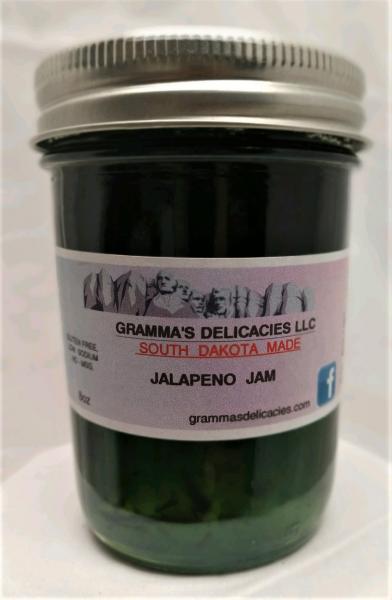 GRAMMA'S DELICACIES LLC
SOUTH DAKOTA MADE
JALAPENO JAM
GLUTEN FREE,
LOW SODIUM
NO MSG.
8oz
f
grammasdelicacies.com